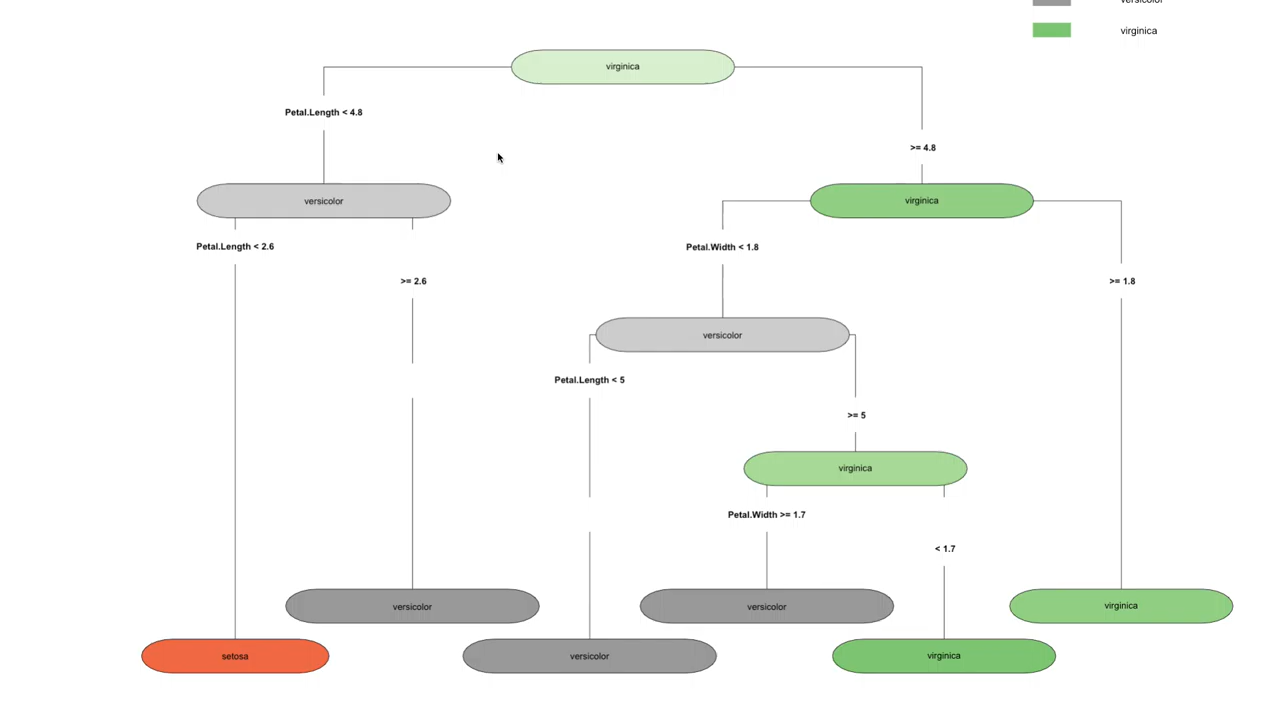 versicolor
virginica
virginica
Petal.Length < 4.8
>= 4.8
versicolor
virginica
Petal.Length < 2.6
Petal.Width < 1.8
>= 2.6
>= 1.8
versicolor
Petal.Length < 5
>= 5
virginica
Petal.Width >= 1.7
< 1.7
versicolor
versicolor
virginica
setosa
versicolor
virginica